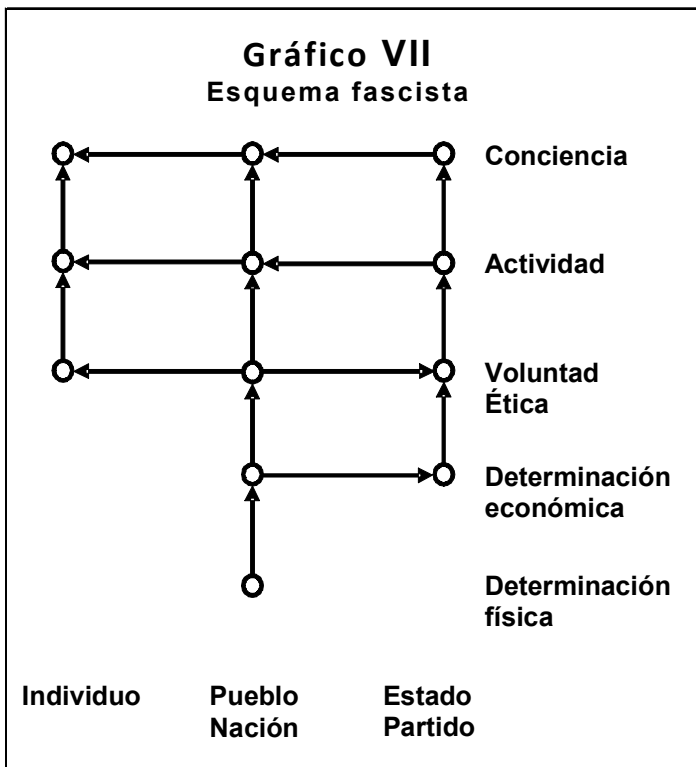 Gráfico VII
Esquema fascista
Conciencia
Actividad
Voluntad
Ética
Determinación
económica
Determinación
física
Individuo
Pueblo
Nación
Estado
Partido